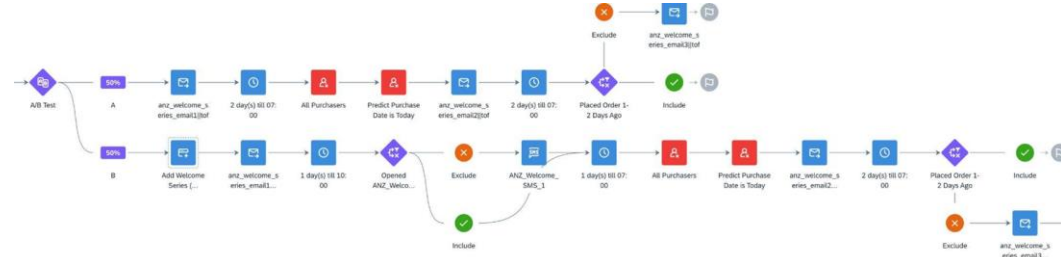 Exclude
anz_welcome_s
eries_email3||tof
50%
A/B Test
A
anz_welcome_s
eries_email1||tof
2 day(s) till 07:
00
All Purchasers
Predict Purchase
Date is Today
anz_welcome_s
eries_email2||tof
2 day(s) till 07:
00
Placed Order 1-
2 Days Ago
Include
50%
B
Add Welcome
Series (...
anz_welcome_s
eries_email1...
1 day(s) till 10:
00
Opened
ANZ_Welco...
Exclude
SMS
ANZ_Welcome_
SMS_1
1 day(s) till 07:
00
All Purchasers
Predict Purchase
Date is Today
anz_welcome_s
eries_email2...
2 day(s) till 07:
00
Placed Order 1-
2 Days Ago
Include
Include
Exclude
anz_welcome_s
eries_email3...